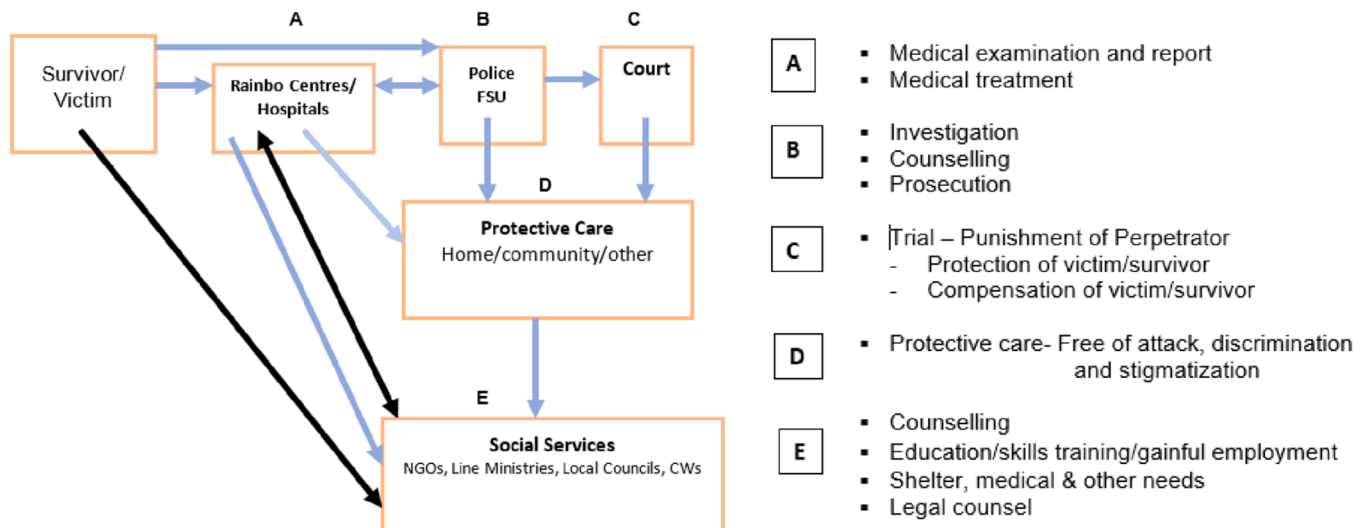 A
B
C
Survivor/
Victim
Rainbo Centres/
Hospitals
Police
FSU
Court
D
Protective Care
Home/community/other
E
Social Services
NGOs, Line Ministries, Local Councils, CWs
A
▪ Medical examination and report
▪ Medical treatment
B
▪ Investigation
▪ Counselling
▪ Prosecution
C
▪ Trial – Punishment of Perpetrator
- Protection of victim/survivor
- Compensation of victim/survivor
D
▪ Protective care- Free of attack, discrimination
and stigmatization
E
▪ Counselling
▪ Education/skills training/gainful employment
▪ Shelter, medical & other needs
▪ Legal counsel